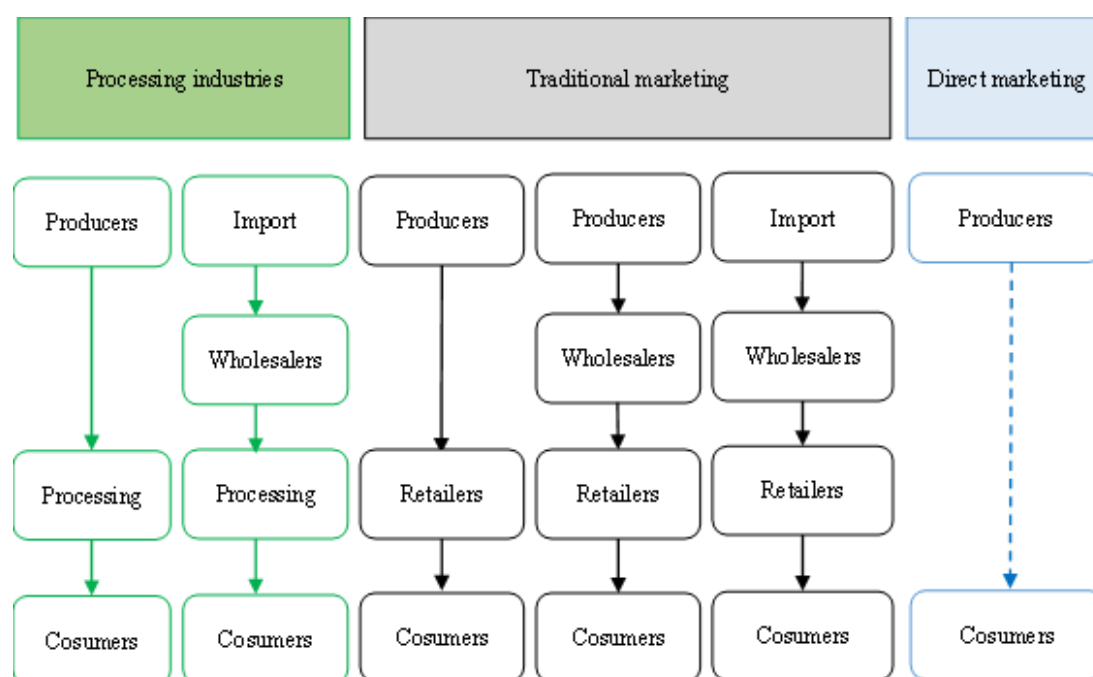 Processing industries
Traditional marketing
Direct marketing
Producers
Import
Producers
Producers
Import
Producers
Wholesalers
Wholesalers
Wholesalers
Processing
Processing
Retailers
Retailers
Retailers
Cosumers
Cosumers
Cosumers
Cosumers
Cosumers
Cosumers